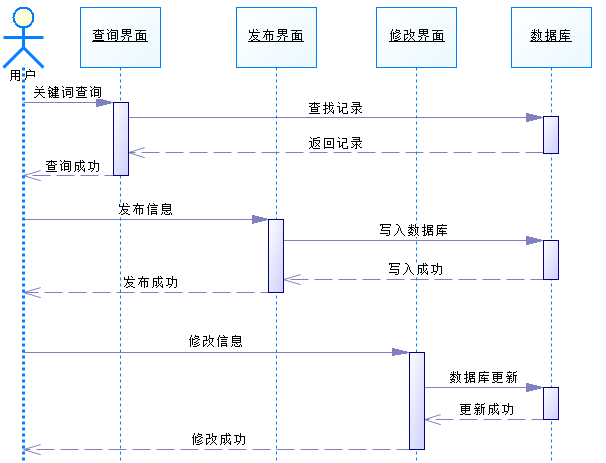 查询界面
发布界面
修改界面
数据库
用户
关键词查询
查找记录
返回记录
查询成功
发布信息
写入数据库
写入成功
发布成功
修改信息
数据库更新
更新成功
修改成功